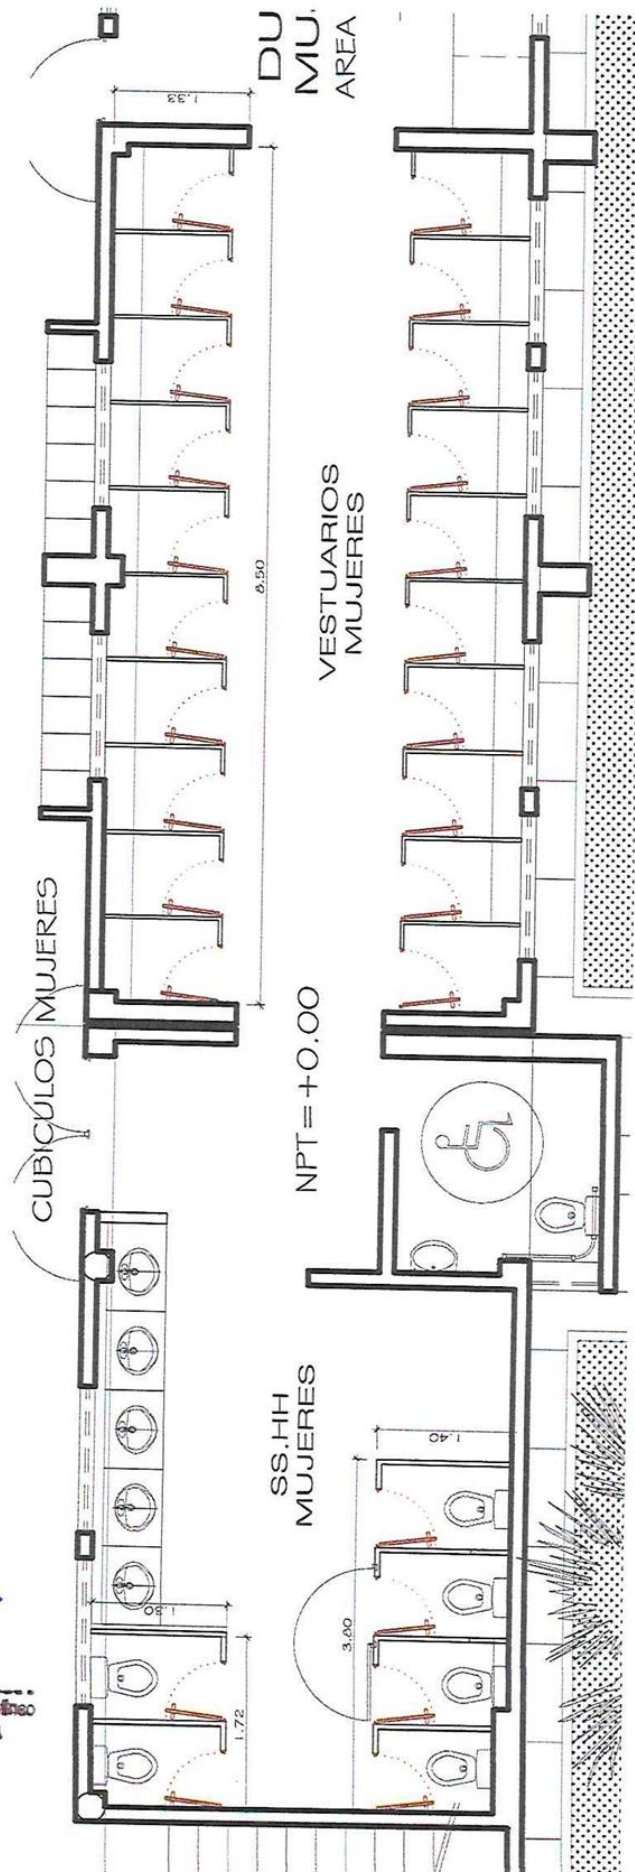 DU
MU.
AREA
1.33
8.50
VESTUARIOS
MUJERES
CUBICULOS MUJERES
NPT=+0.00
SS.HH
MUJERES
1.40
1.30
3.80
1.72